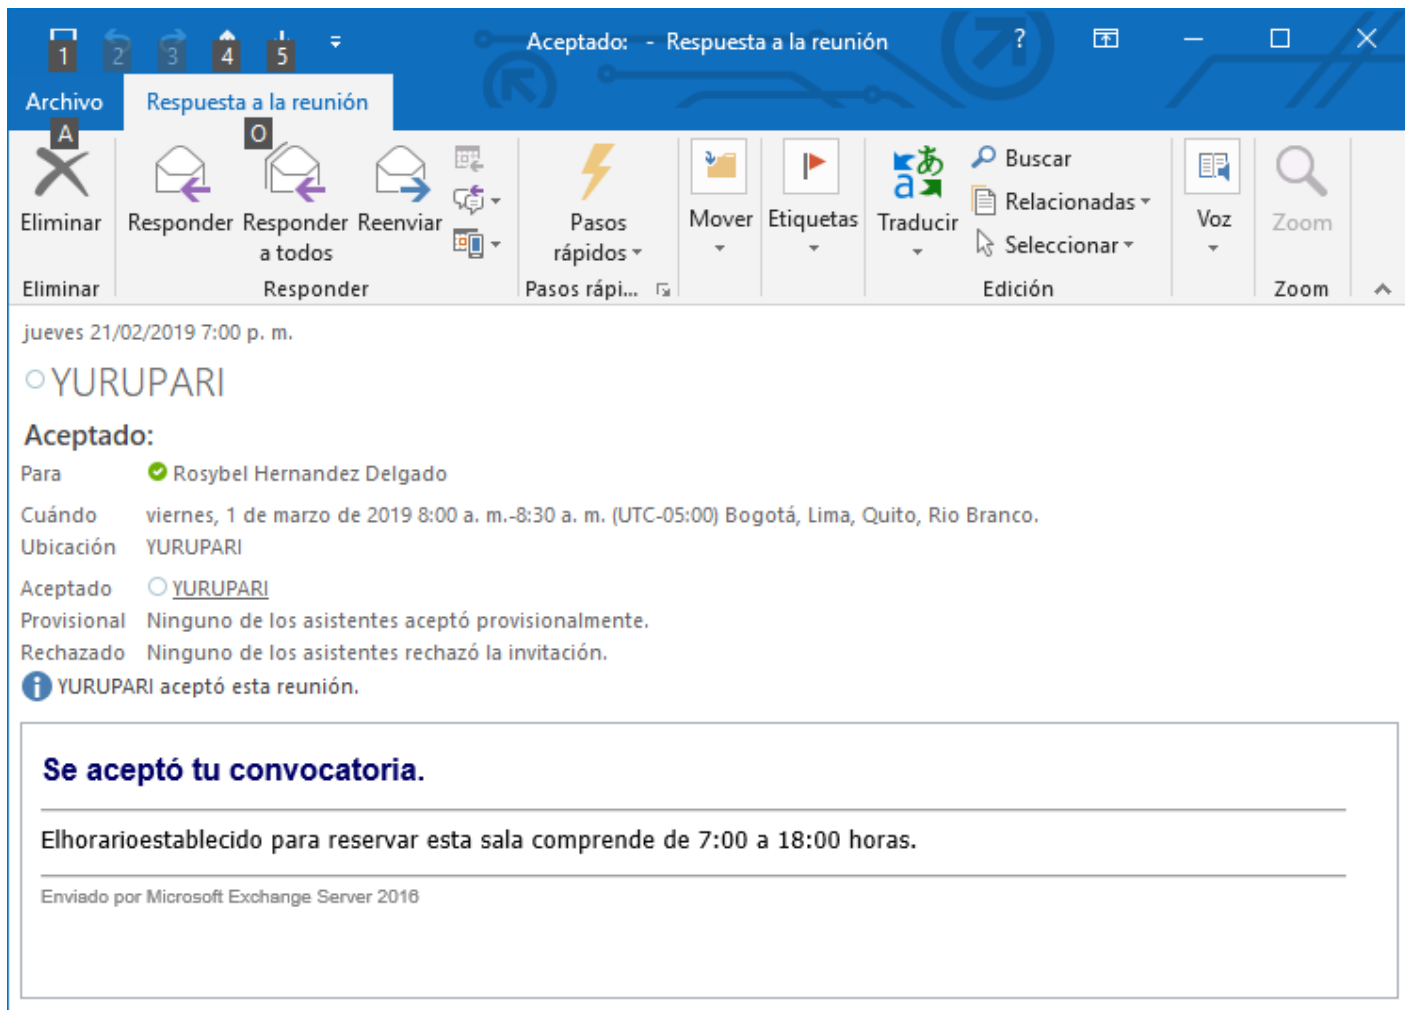 1 2 3 4 5 Aceptado: - Respuesta a la reunión ?
Archivo Respuesta a la reunión
A O
Eliminar Responder Responder a todos Reenviar Pasos rápidos Mover Etiquetas Traducir Buscar Relacionadas Seleccionar Voz Zoom
Eliminar Responder Pasos rápi... Edición Zoom
jueves 21/02/2019 7:00 p. m.
YURUPARI
Aceptado:
Para Rosybel Hernandez Delgado
Cuándo viernes, 1 de marzo de 2019 8:00 a. m.-8:30 a. m. (UTC-05:00) Bogotá, Lima, Quito, Rio Branco.
Ubicación YURUPARI
Aceptado YURUPARI
Provisional Ninguno de los asistentes aceptó provisionalmente.
Rechazado Ninguno de los asistentes rechazó la invitación.
YURUPARI aceptó esta reunión.
Se aceptó tu convocatoria.
Elhorarioestablecido para reservar esta sala comprende de 7:00 a 18:00 horas.
Enviado por Microsoft Exchange Server 2016